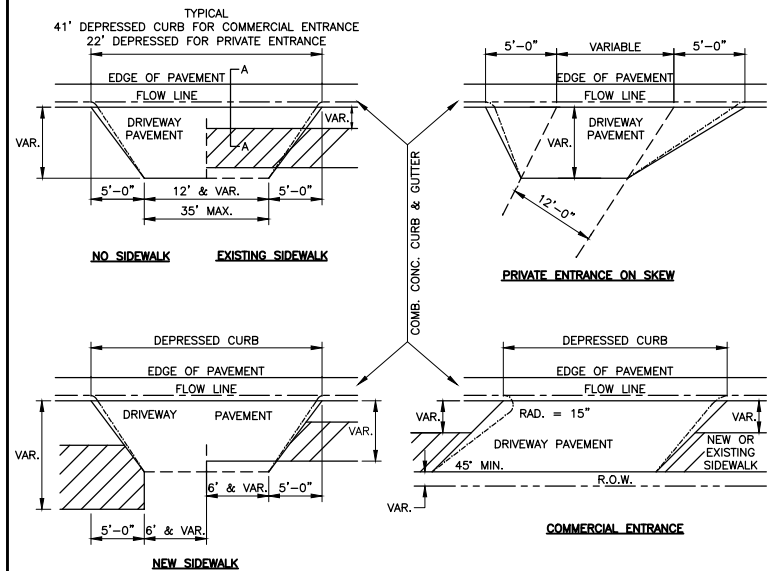 TYPICAL
41' DEPRESSED CURB FOR COMMERCIAL ENTRANCE
22' DEPRESSED FOR PRIVATE ENTRANCE
A
EDGE OF PAVEMENT
FLOW LINE
DRIVEWAY
PAVEMENT
VAR.
VAR.
A
5'-0"
12' & VAR.
5'-0"
35' MAX.
NO SIDEWALK
EXISTING SIDEWALK
5'-0"
VARIABLE
5'-0"
EDGE OF PAVEMENT
FLOW LINE
DRIVEWAY
PAVEMENT
VAR.
12'-0"
PRIVATE ENTRANCE ON SKEW
COMB. CONC. CURB & GUTTER
DEPRESSED CURB
EDGE OF PAVEMENT
FLOW LINE
DRIVEWAY
PAVEMENT
VAR.
VAR.
6' & VAR.
5'-0"
5'-0"
6' & VAR.
NEW SIDEWALK
DEPRESSED CURB
EDGE OF PAVEMENT
FLOW LINE
VAR.
RAD. = 15"
VAR.
DRIVEWAY PAVEMENT
NEW OR
EXISTING
SIDEWALK
45° MIN.
R.O.W.
VAR.
COMMERCIAL ENTRANCE